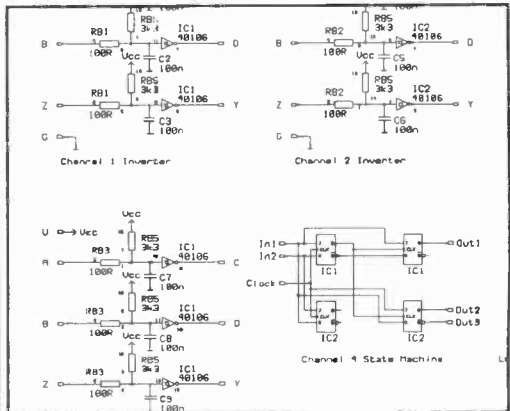 100n
RB5
3k3
B
RB1
100R
IC1
40106
D
C2
100n
Vcc
RB5
3k3
Z
RB1
100R
IC1
40106
Y
C3
100n
G
Channel 1 Inverter
100n
RB5
3k3
B
RB2
100R
IC2
40106
D
C5
100n
Vcc
RB5
3k3
Z
RB2
100R
IC2
40106
Y
C6
100n
G
Channel 2 Inverter
Vcc
V
Vcc
RB5
3k3
A
RB3
100R
IC1
40106
C
Vcc
C7
100n
RB5
3k3
B
RB3
100R
IC1
40106
D
Vcc
C8
100n
RB5
3k3
Z
RB3
100R
IC1
40106
Y
C9
100n
In1
In2
Clock
IC1
IC1
Out1
IC2
IC2
Out2
Out3
Channel 4 State Machine